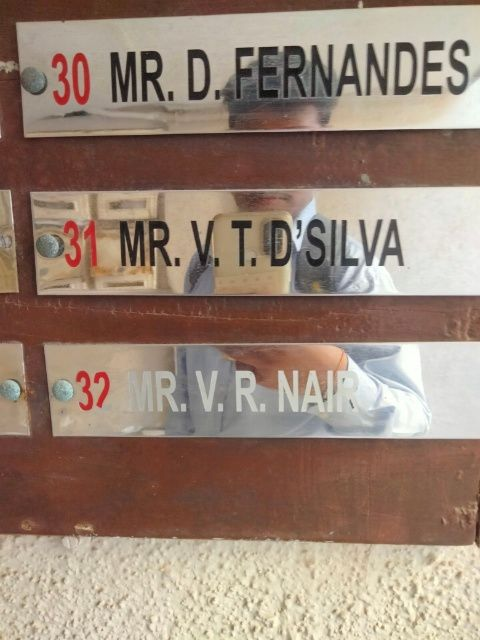 30 MR. D. FERNANDES
31 MR. V. T. D'SILVA
32 MR. V. R. NAIR